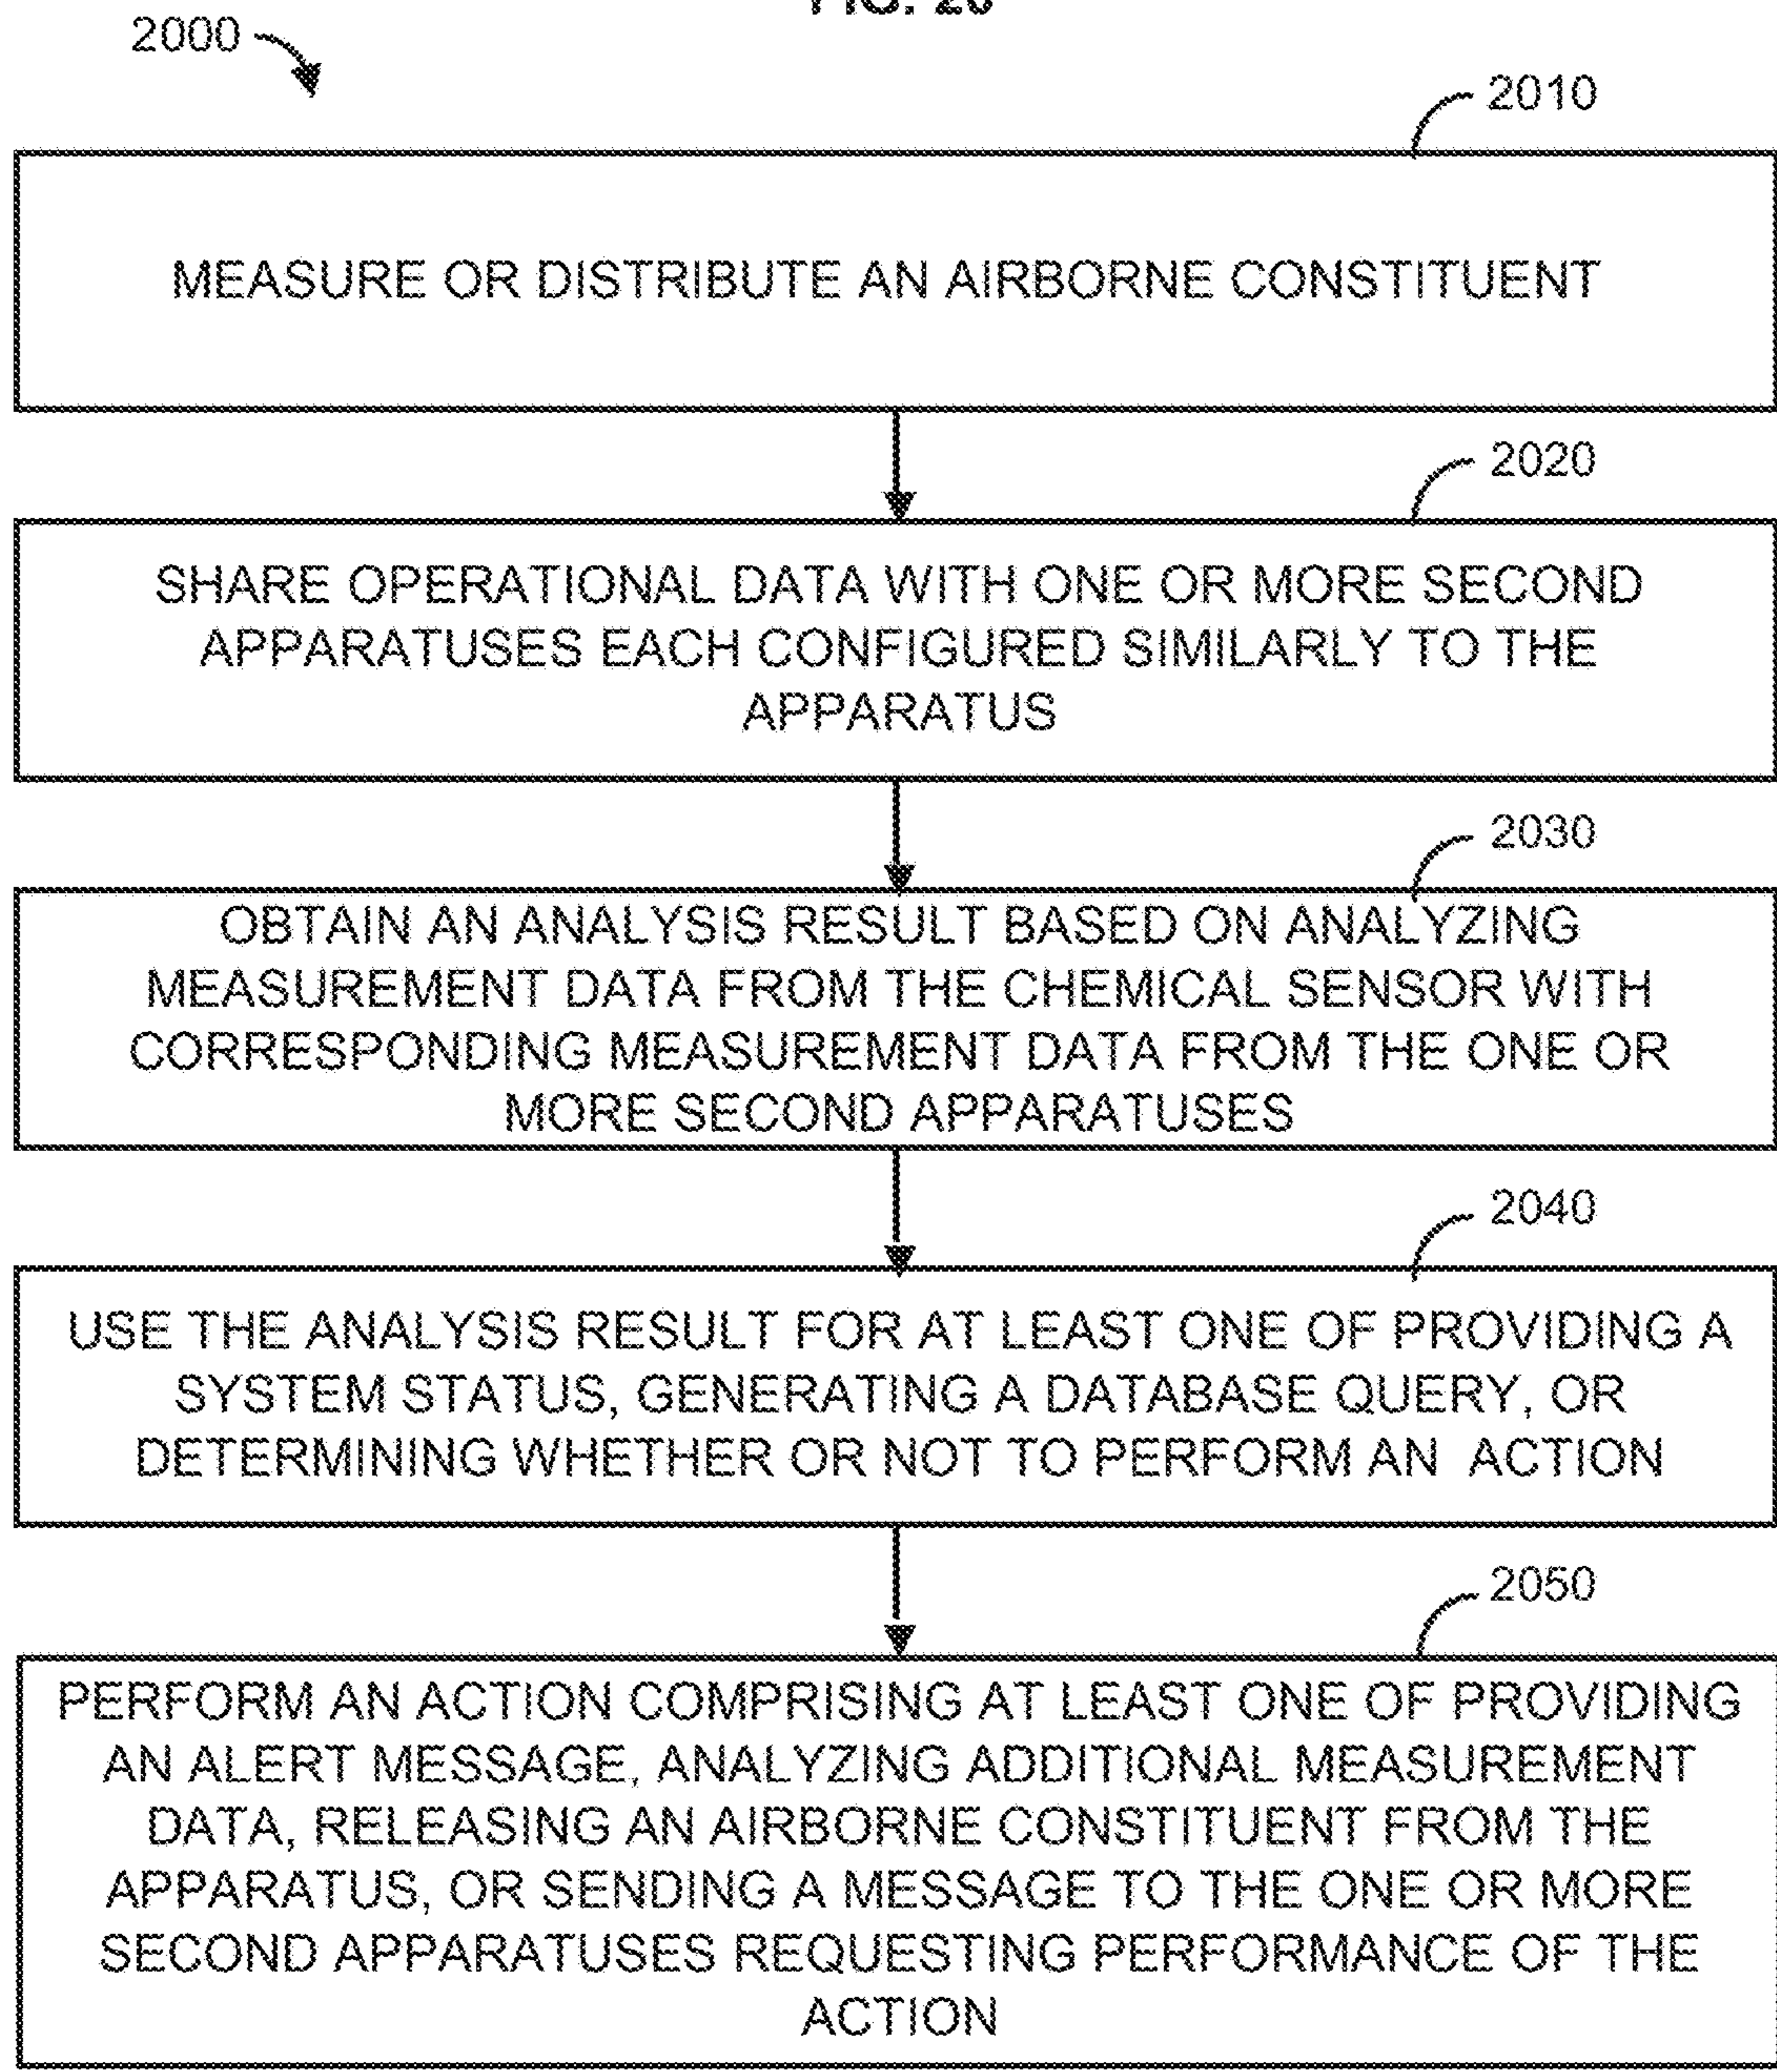 FIG. 20
2000
2010
MEASURE OR DISTRIBUTE AN AIRBORNE CONSTITUENT
2020
SHARE OPERATIONAL DATA WITH ONE OR MORE SECOND
APPARATUSES EACH CONFIGURED SIMILARLY TO THE
APPARATUS
2030
OBTAIN AN ANALYSIS RESULT BASED ON ANALYZING
MEASUREMENT DATA FROM THE CHEMICAL SENSOR WITH
CORRESPONDING MEASUREMENT DATA FROM THE ONE OR
MORE SECOND APPARATUSES
2040
USE THE ANALYSIS RESULT FOR AT LEAST ONE OF PROVIDING A
SYSTEM STATUS, GENERATING A DATABASE QUERY, OR
DETERMINING WHETHER OR NOT TO PERFORM AN ACTION
2050
PERFORM AN ACTION COMPRISING AT LEAST ONE OF PROVIDING
AN ALERT MESSAGE, ANALYZING ADDITIONAL MEASUREMENT
DATA, RELEASING AN AIRBORNE CONSTITUENT FROM THE
APPARATUS, OR SENDING A MESSAGE TO THE ONE OR MORE
SECOND APPARATUSES REQUESTING PERFORMANCE OF THE
ACTION